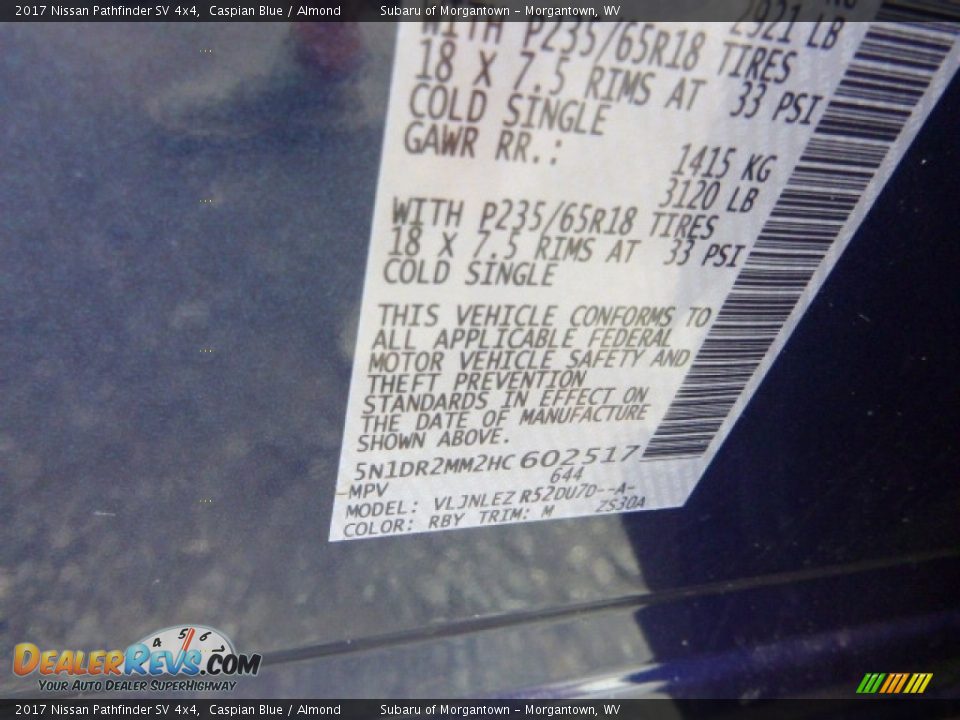 2017 Nissan Pathfinder SV 4x4, Caspian Blue / Almond Subaru of Morgantown - Morgantown, WV
2921 LB
WITH P235/65R18 TIRES
18 X 7.5 RIMS AT 33 PSI
COLD SINGLE
GAWR RR.: 1415 KG
3120 LB
WITH P235/65R18 TIRES
18 X 7.5 RIMS AT 33 PSI
COLD SINGLE
THIS VEHICLE CONFORMS TO
ALL APPLICABLE FEDERAL
MOTOR VEHICLE SAFETY AND
THEFT PREVENTION
STANDARDS IN EFFECT ON
THE DATE OF MANUFACTURE
SHOWN ABOVE.
5N1DR2MM2HC602517
MPV 644
MODEL: VLJNLEZ R52DU7D--A-
COLOR: RBY TRIM: M ZS30A
4 5 6 7
DEALERREVS.COM
YOUR AUTO DEALER SUPERHIGHWAY
2017 Nissan Pathfinder SV 4x4, Caspian Blue / Almond Subaru of Morgantown - Morgantown, WV